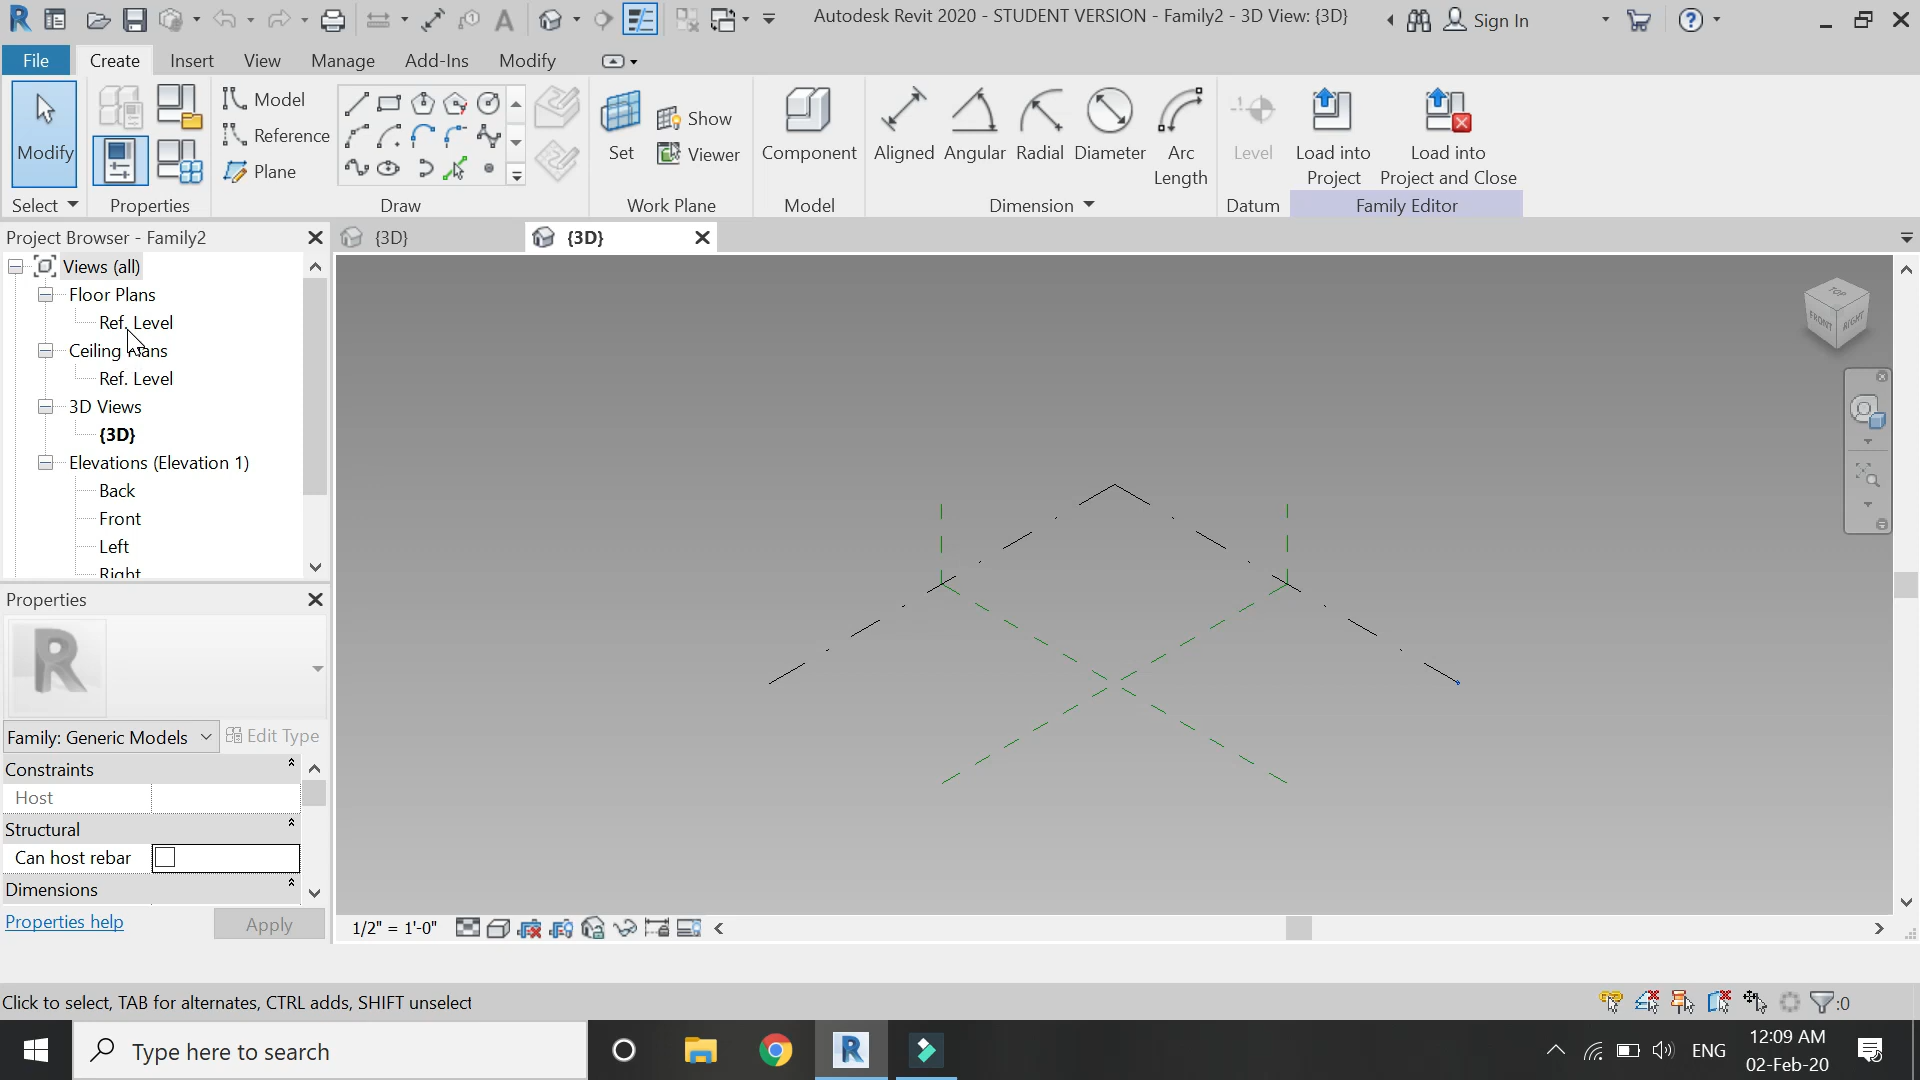 Autodesk Revit 2020 - STUDENT VERSION - Family2 - 3D View: {3D}
Sign In
File
Create
Insert
View
Manage
Add-Ins
Modify
Modify
Model
Reference
Plane
Set
Show
Viewer
Component
Aligned
Angular
Radial
Diameter
Arc
Length
Level
Load into
Project
Load into
Project and Close
Select
Properties
Draw
Work Plane
Model
Dimension
Datum
Family Editor
Project Browser - Family2
{3D}
{3D}
Views (all)
Floor Plans
Ref. Level
Ceiling Plans
Ref. Level
3D Views
{3D}
Elevations (Elevation 1)
Back
Front
Left
Right
TOP
FRONT
RIGHT
Properties
R
Family: Generic Models
Edit Type
Constraints
Host
Structural
Can host rebar
Dimensions
Properties help
Apply
1/2" = 1'-0"
Click to select, TAB for alternates, CTRL adds, SHIFT unselect
:0
Type here to search
ENG
12:09 AM
02-Feb-20